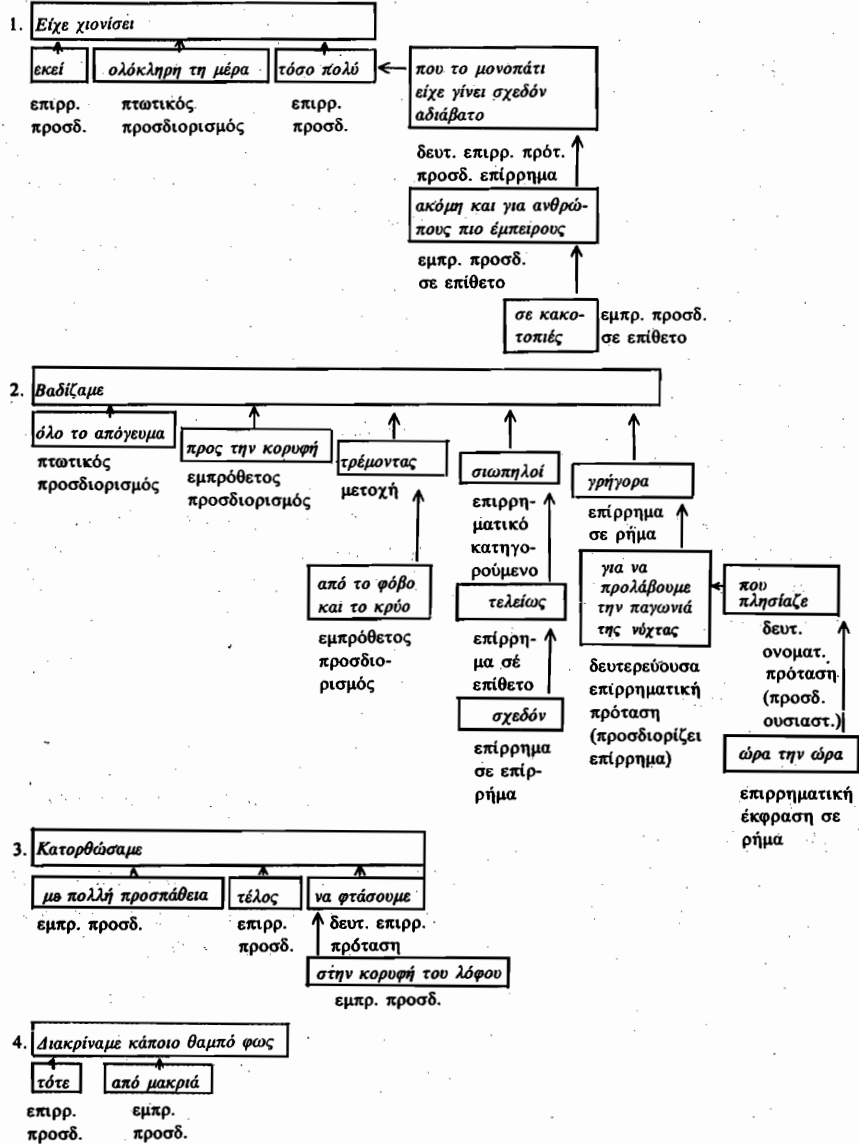 1. Είχε χιονίσει
εκεί ολόκληρη τη μέρα τόσο πολύ
επιρρ. προσδ.
πτωτικός προσδιορισμός
επιρρ. προσδ.
που το μονοπάτι
είχε γίνει σχεδόν
αδιάβατο
δευτ. επιρρ. πρότ.
προσδ. επίρρημα
ακόμη και για ανθρώ-
πους πιο έμπειρους
εμπρ. προσδ.
σε επίθετο
σε κακο-
τοπιές
εμπρ. προσδ.
σε επίθετο
2. Βαδίζαμε
όλο το απόγευμα
πτωτικός
προσδιορισμός
προς την κορυφή
εμπρόθετος
προσδιορισμός
τρέμοντας
μετοχή
από το φόβο
και το κρύο
εμπρόθετος
προσδιο-
ρισμός
σιωπηλοί
επιρρη-
ματικό
κατηγο-
ρούμενο
τελείως
επίρρη-
μα σέ
επίθετο
σχεδόν
επίρρημα
σε επίρ-
ρήμα
γρήγορα
επίρρημα
σε ρήμα
για να
προλάβουμε
την παγωνιά
της νύχτας
δευτερεύουσα
επιρρηματική
πρόταση
(προσδιορίζει
επίρρημα)
που
πλησίαζε
δευτ.
ονοματ.
πρόταση
(προσδ.
ουσιαστ.)
ώρα την ώρα
επιρρηματική
έκφραση σε
ρήμα
3. Κατορθώσαμε
με πολλή προσπάθεια
εμπρ. προσδ.
τέλος
επιρρ.
προσδ.
να φτάσουμε
δευτ. επιρρ.
πρόταση
στην κορυφή του λόφου
εμπρ. προσδ.
4. Διακρίναμε κάποιο θαμπό φως
τότε
επιρρ.
προσδ.
από μακριά
εμπρ.
προσδ.